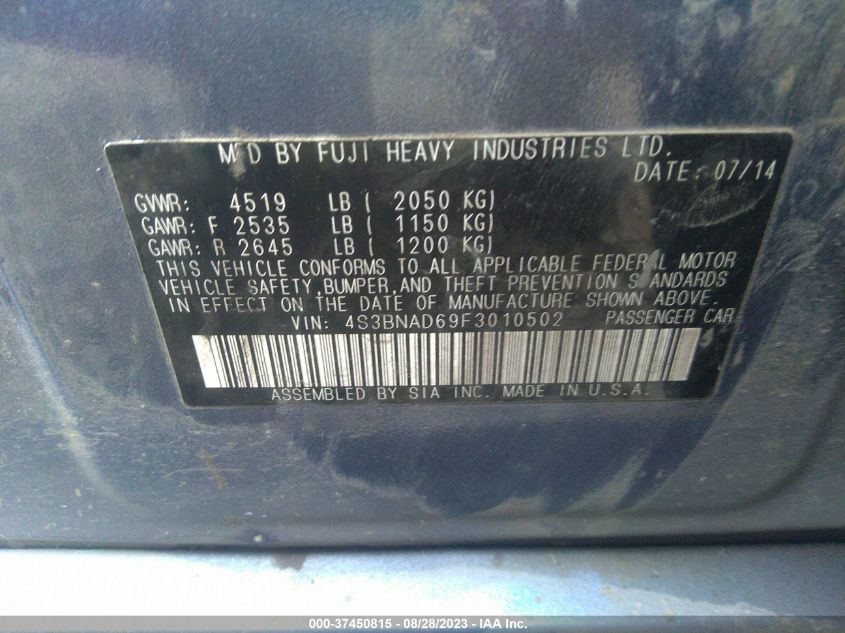 MFD BY FUJI HEAVY INDUSTRIES LTD.
DATE: 07/14
GVWR: 4519 LB ( 2050 KG)
GAWR: F 2535 LB ( 1150 KG)
GAWR: R 2645 LB ( 1200 KG)
THIS VEHICLE CONFORMS TO ALL APPLICABLE FEDERAL MOTOR
VEHICLE SAFETY, BUMPER, AND THEFT PREVENTION STANDARDS
IN EFFECT ON THE DATE OF MANUFACTURE SHOWN ABOVE.
VIN: 4S3BNAD69F3010502 PASSENGER CAR
ASSEMBLED BY SIA INC. MADE IN U.S.A.
000-37450815 - 08/28/2023 - IAA Inc.